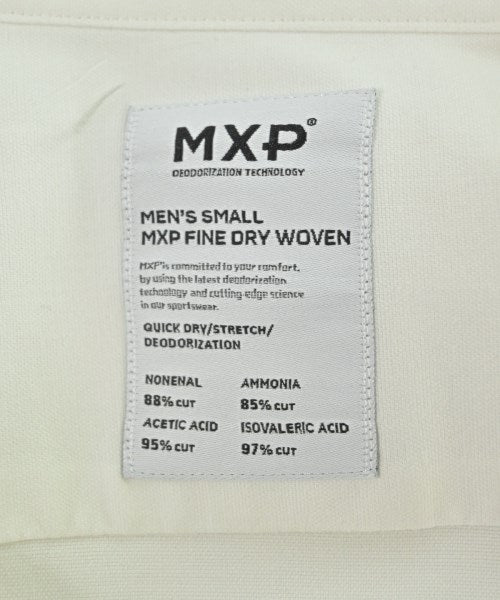 MXP®
DEODORIZATION TECHNOLOGY
MEN'S SMALL
MXP FINE DRY WOVEN
MXP® is committed to your comfort,
by using the latest deodorization
technology and cutting-edge science
in our sportswear.
QUICK DRY/STRETCH/
DEODORIZATION
NONENAL AMMONIA
88% CUT 85% CUT
ACETIC ACID ISOVALERIC ACID
95% CUT 97% CUT